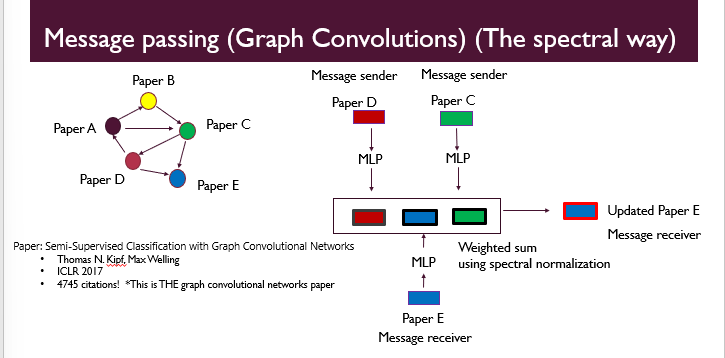 Message passing (Graph Convolutions) (The spectral way)
Paper B
Paper A
Paper C
Paper D
Paper E
Message sender
Message sender
Paper D
Paper C
MLP
MLP
Updated Paper E
Message receiver
Weighted sum
using spectral normalization
MLP
Paper E
Message receiver
Paper: Semi-Supervised Classification with Graph Convolutional Networks
• Thomas N. Kipf, Max Welling
• ICLR 2017
• 4745 citations! *This is THE graph convolutional networks paper